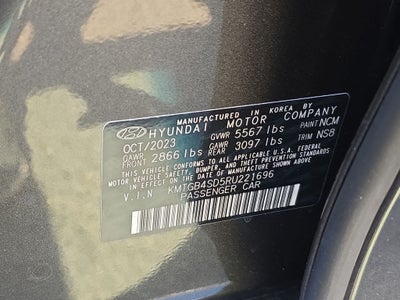 MANUFACTURED IN KOREA BY
HYUNDAI MOTOR COMPANY
OCT/2023 GVWR 5567 lbs PAINT NCM
GAWR FRONT 2866 lbs GAWR REAR 3097 lbs TRIM NS8
THIS VEHICLE CONFORMS TO ALL APPLICABLE U.S.A. FEDERAL
MOTOR VEHICLE SAFETY, BUMPER, AND THEFT PREVENTION
STANDARDS IN EFFECT ON THE DATE OF MANUFACTURE SHOWN ABOVE.
V.I.N KMTGB4SD5RU221696
PASSENGER CAR